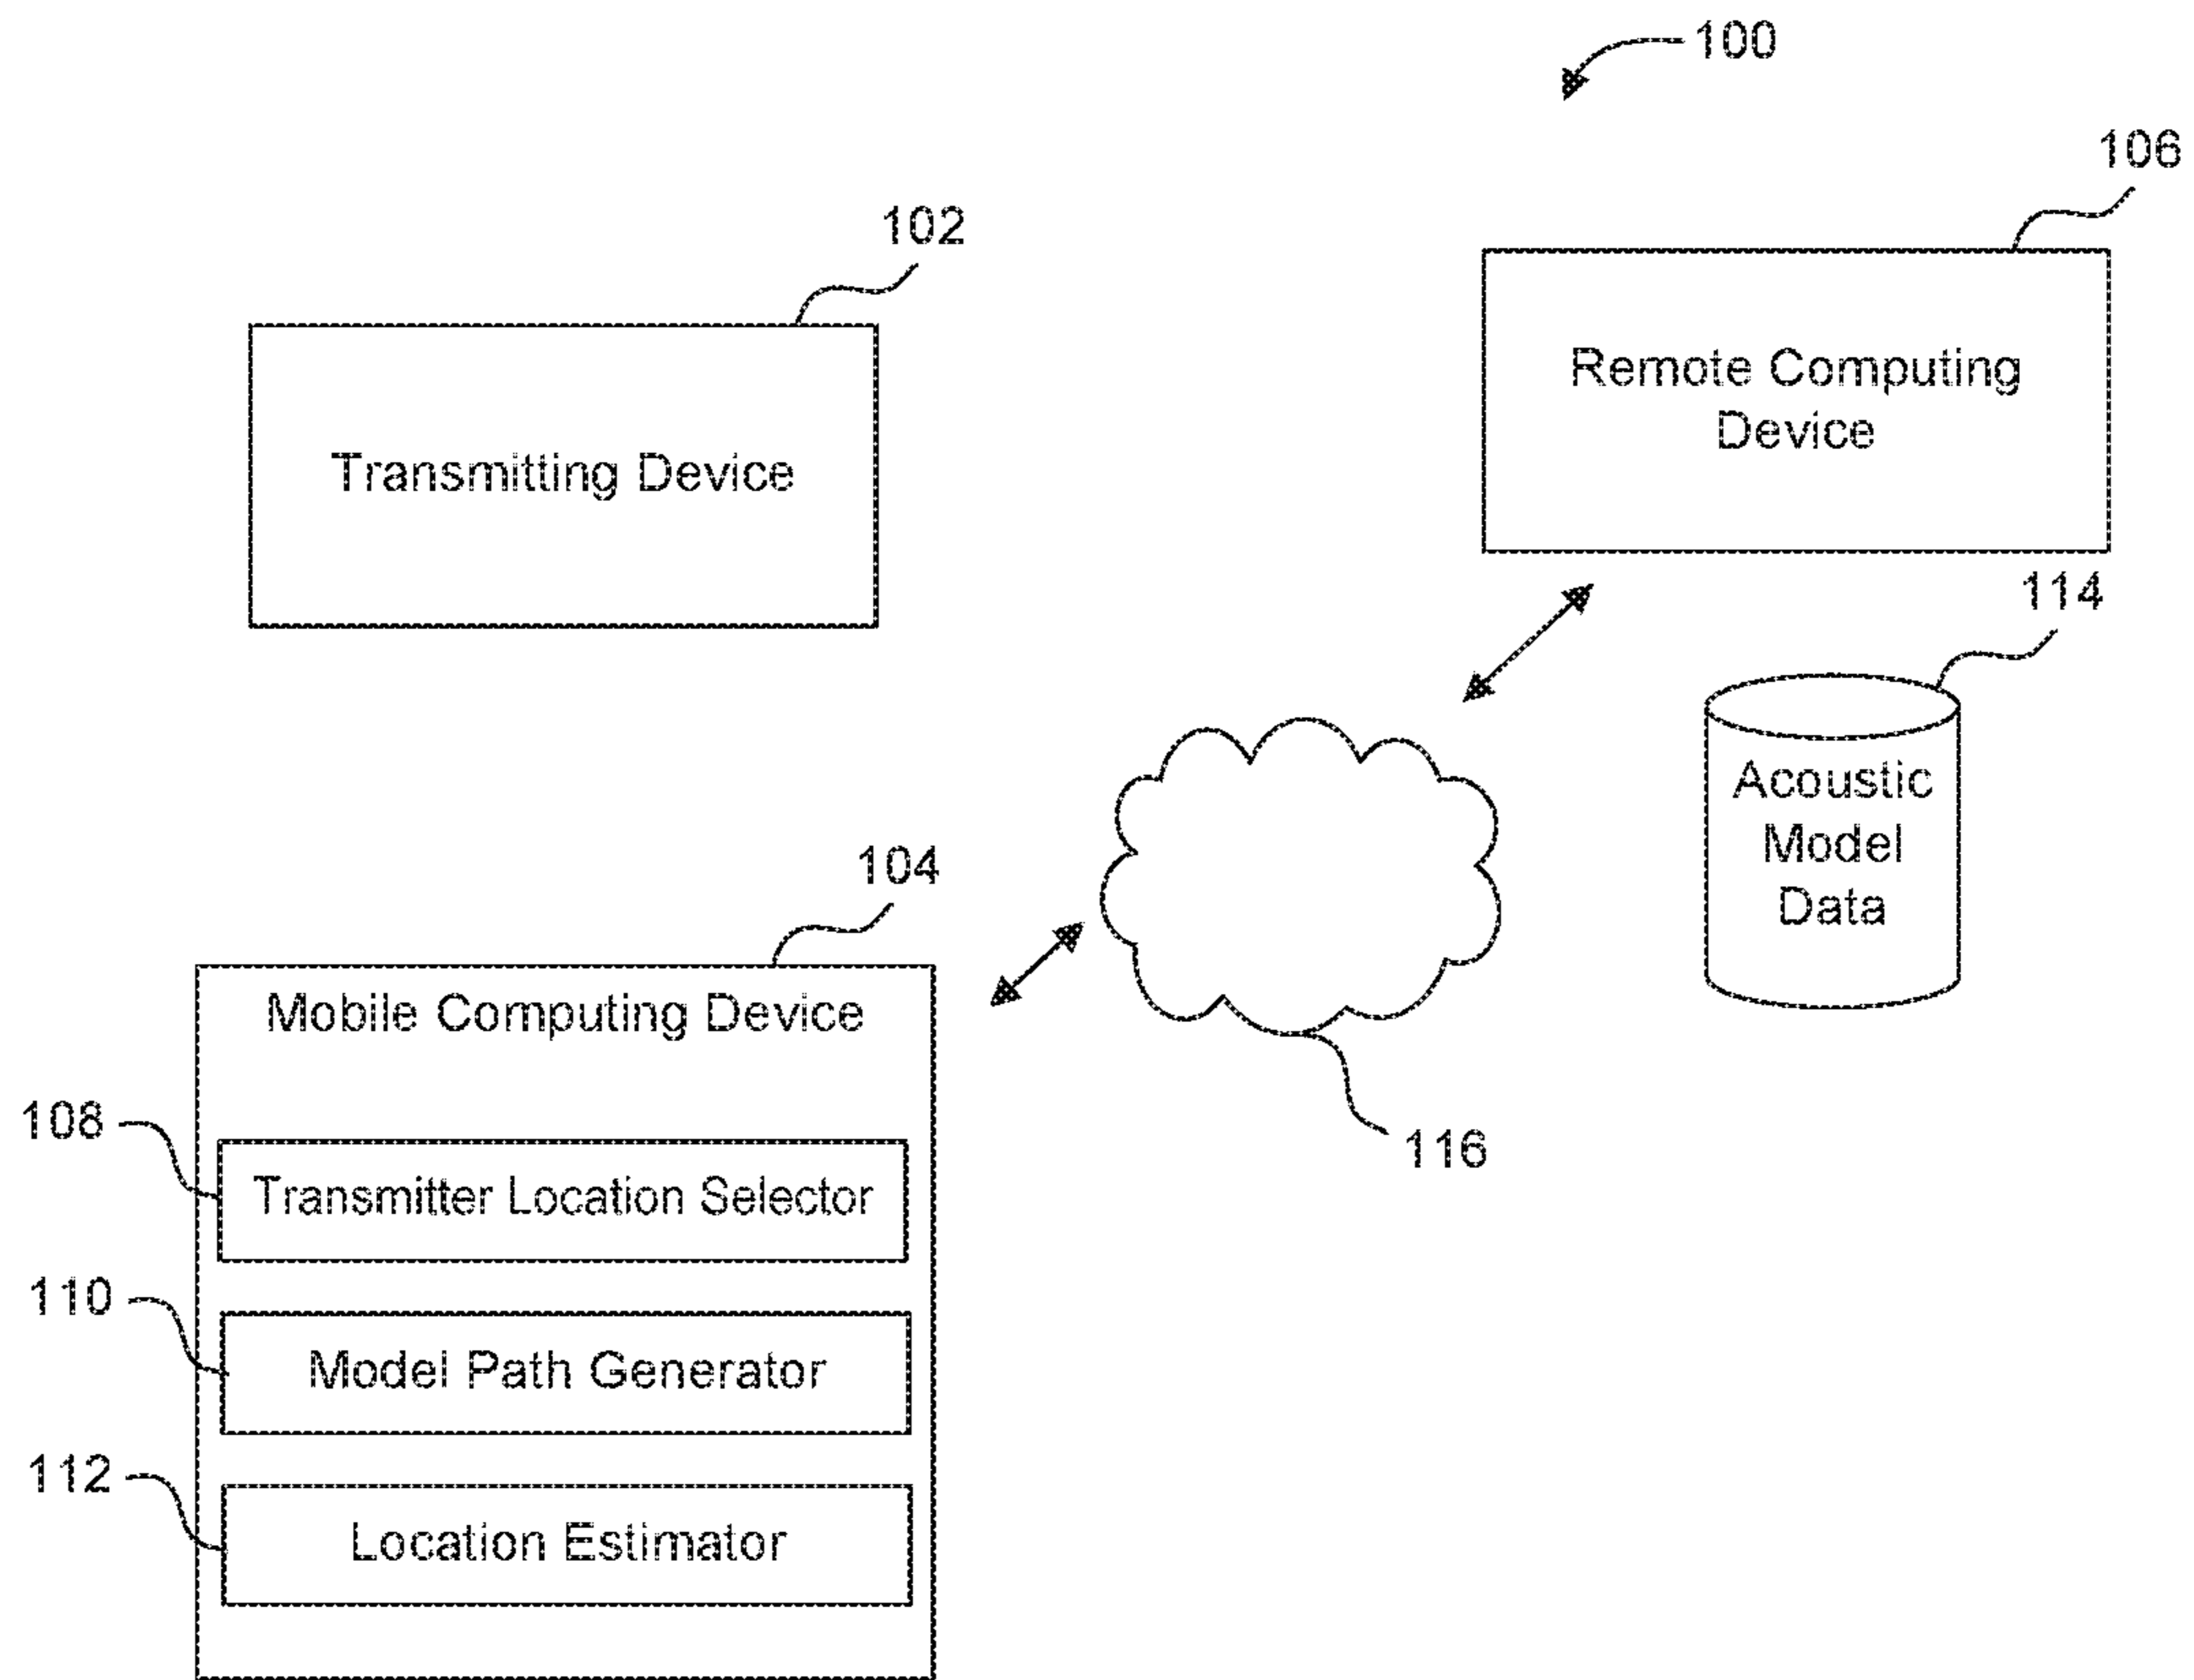 100
106
102
Remote Computing
Device
Transmitting Device
114
Acoustic
Model
Data
104
Mobile Computing Device
108
Transmitter Location Selector
116
110
Model Path Generator
112
Location Estimator